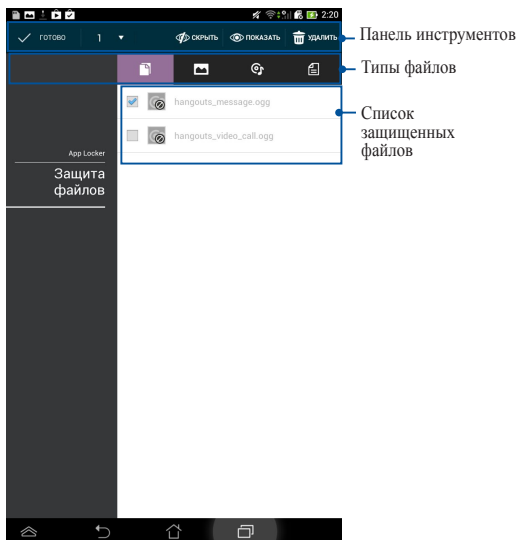 2:20
ГОТОВО 1 СКРЫТЬ ПОКАЗАТЬ УДАЛИТЬ
Панель инструментов
Типы файлов
hangouts_message.ogg
hangouts_video_call.ogg
Список
защищенных
файлов
App Locker
Защита
файлов